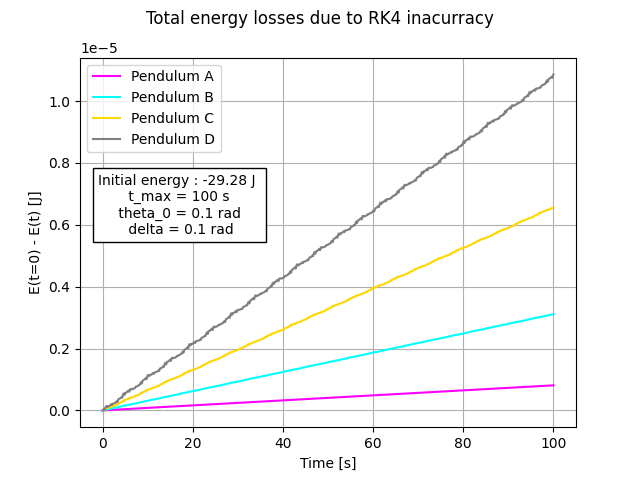 Total energy losses due to RK4 inacurracy
1e−5
Pendulum A
Pendulum B
Pendulum C
Pendulum D
Initial energy : -29.28 J
t_max = 100 s
theta_0 = 0.1 rad
delta = 0.1 rad
E(t=0) - E(t) [J]
1.0
0.8
0.6
0.4
0.2
0.0
0 20 40 60 80 100
Time [s]